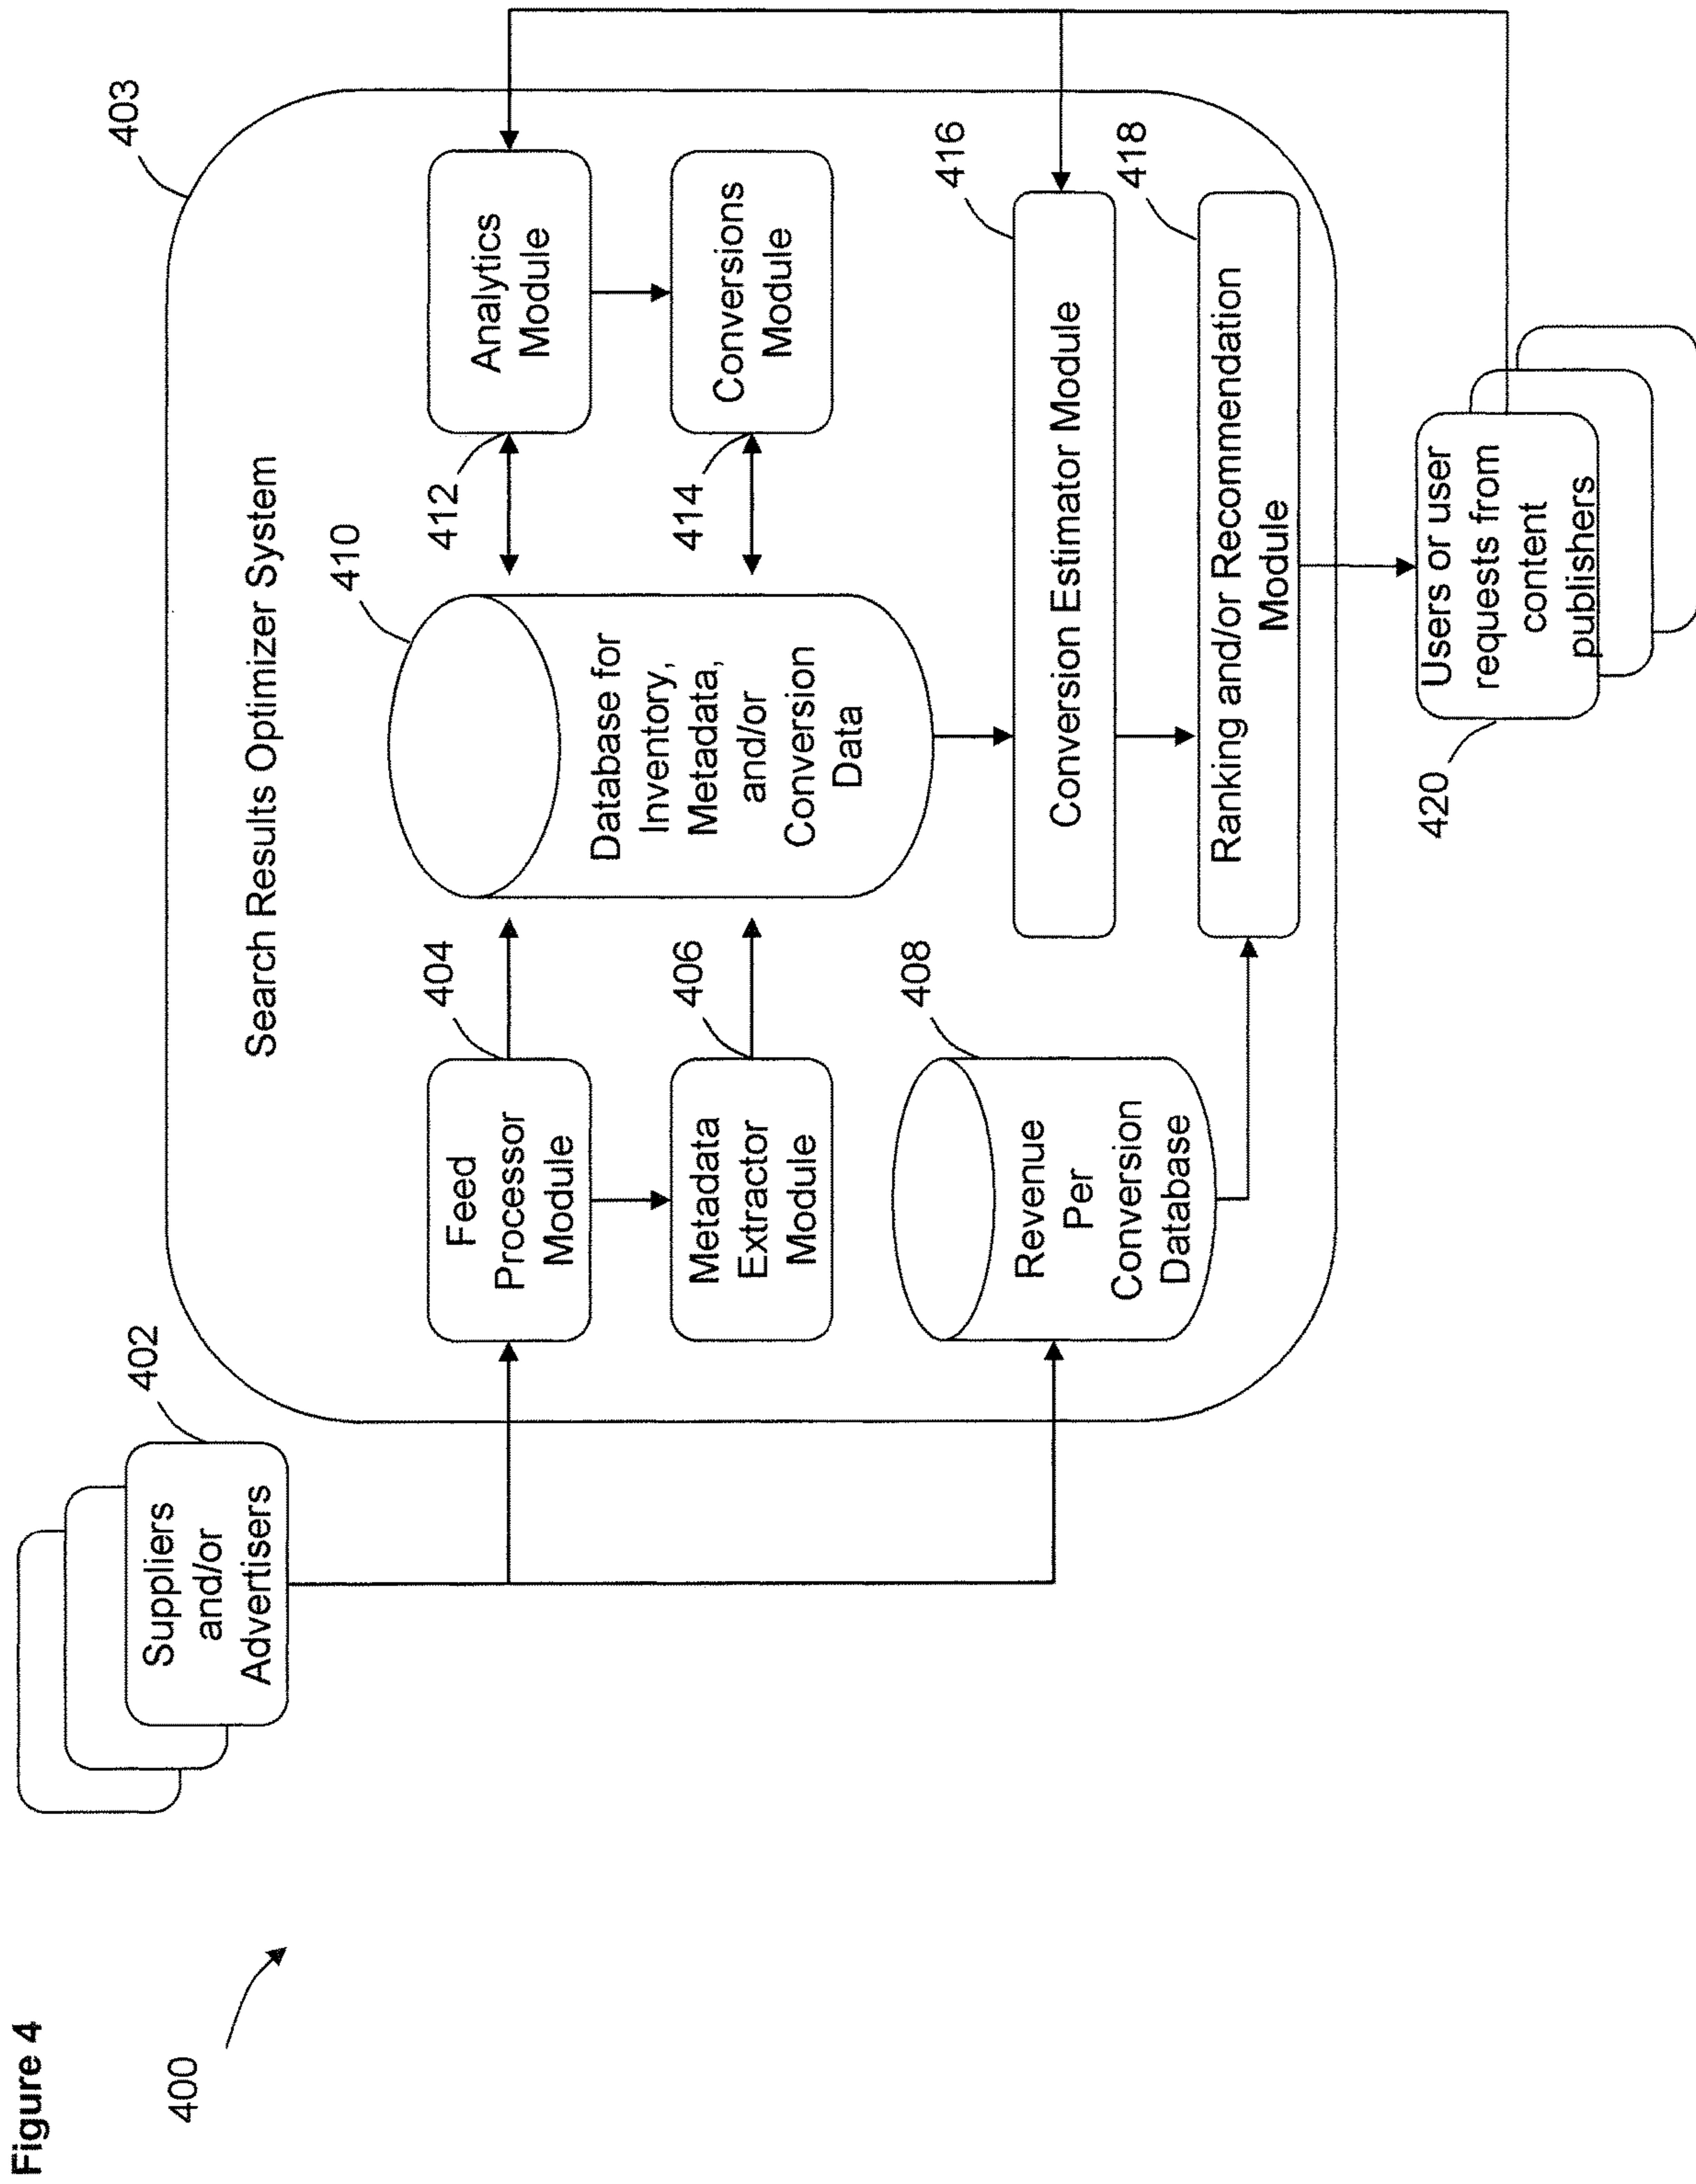 Figure 4
400
402
Suppliers
and/or
Advertisers
403
Search Results Optimizer System
404
Feed
Processor
Module
406
Metadata
Extractor
Module
408
Revenue
Per
Conversion
Database
410
Database for
Inventory,
Metadata,
and/or
Conversion
Data
412
Analytics
Module
414
Conversions
Module
416
Conversion Estimator Module
418
Ranking and/or Recommendation
Module
420
Users or user
requests from
content
publishers